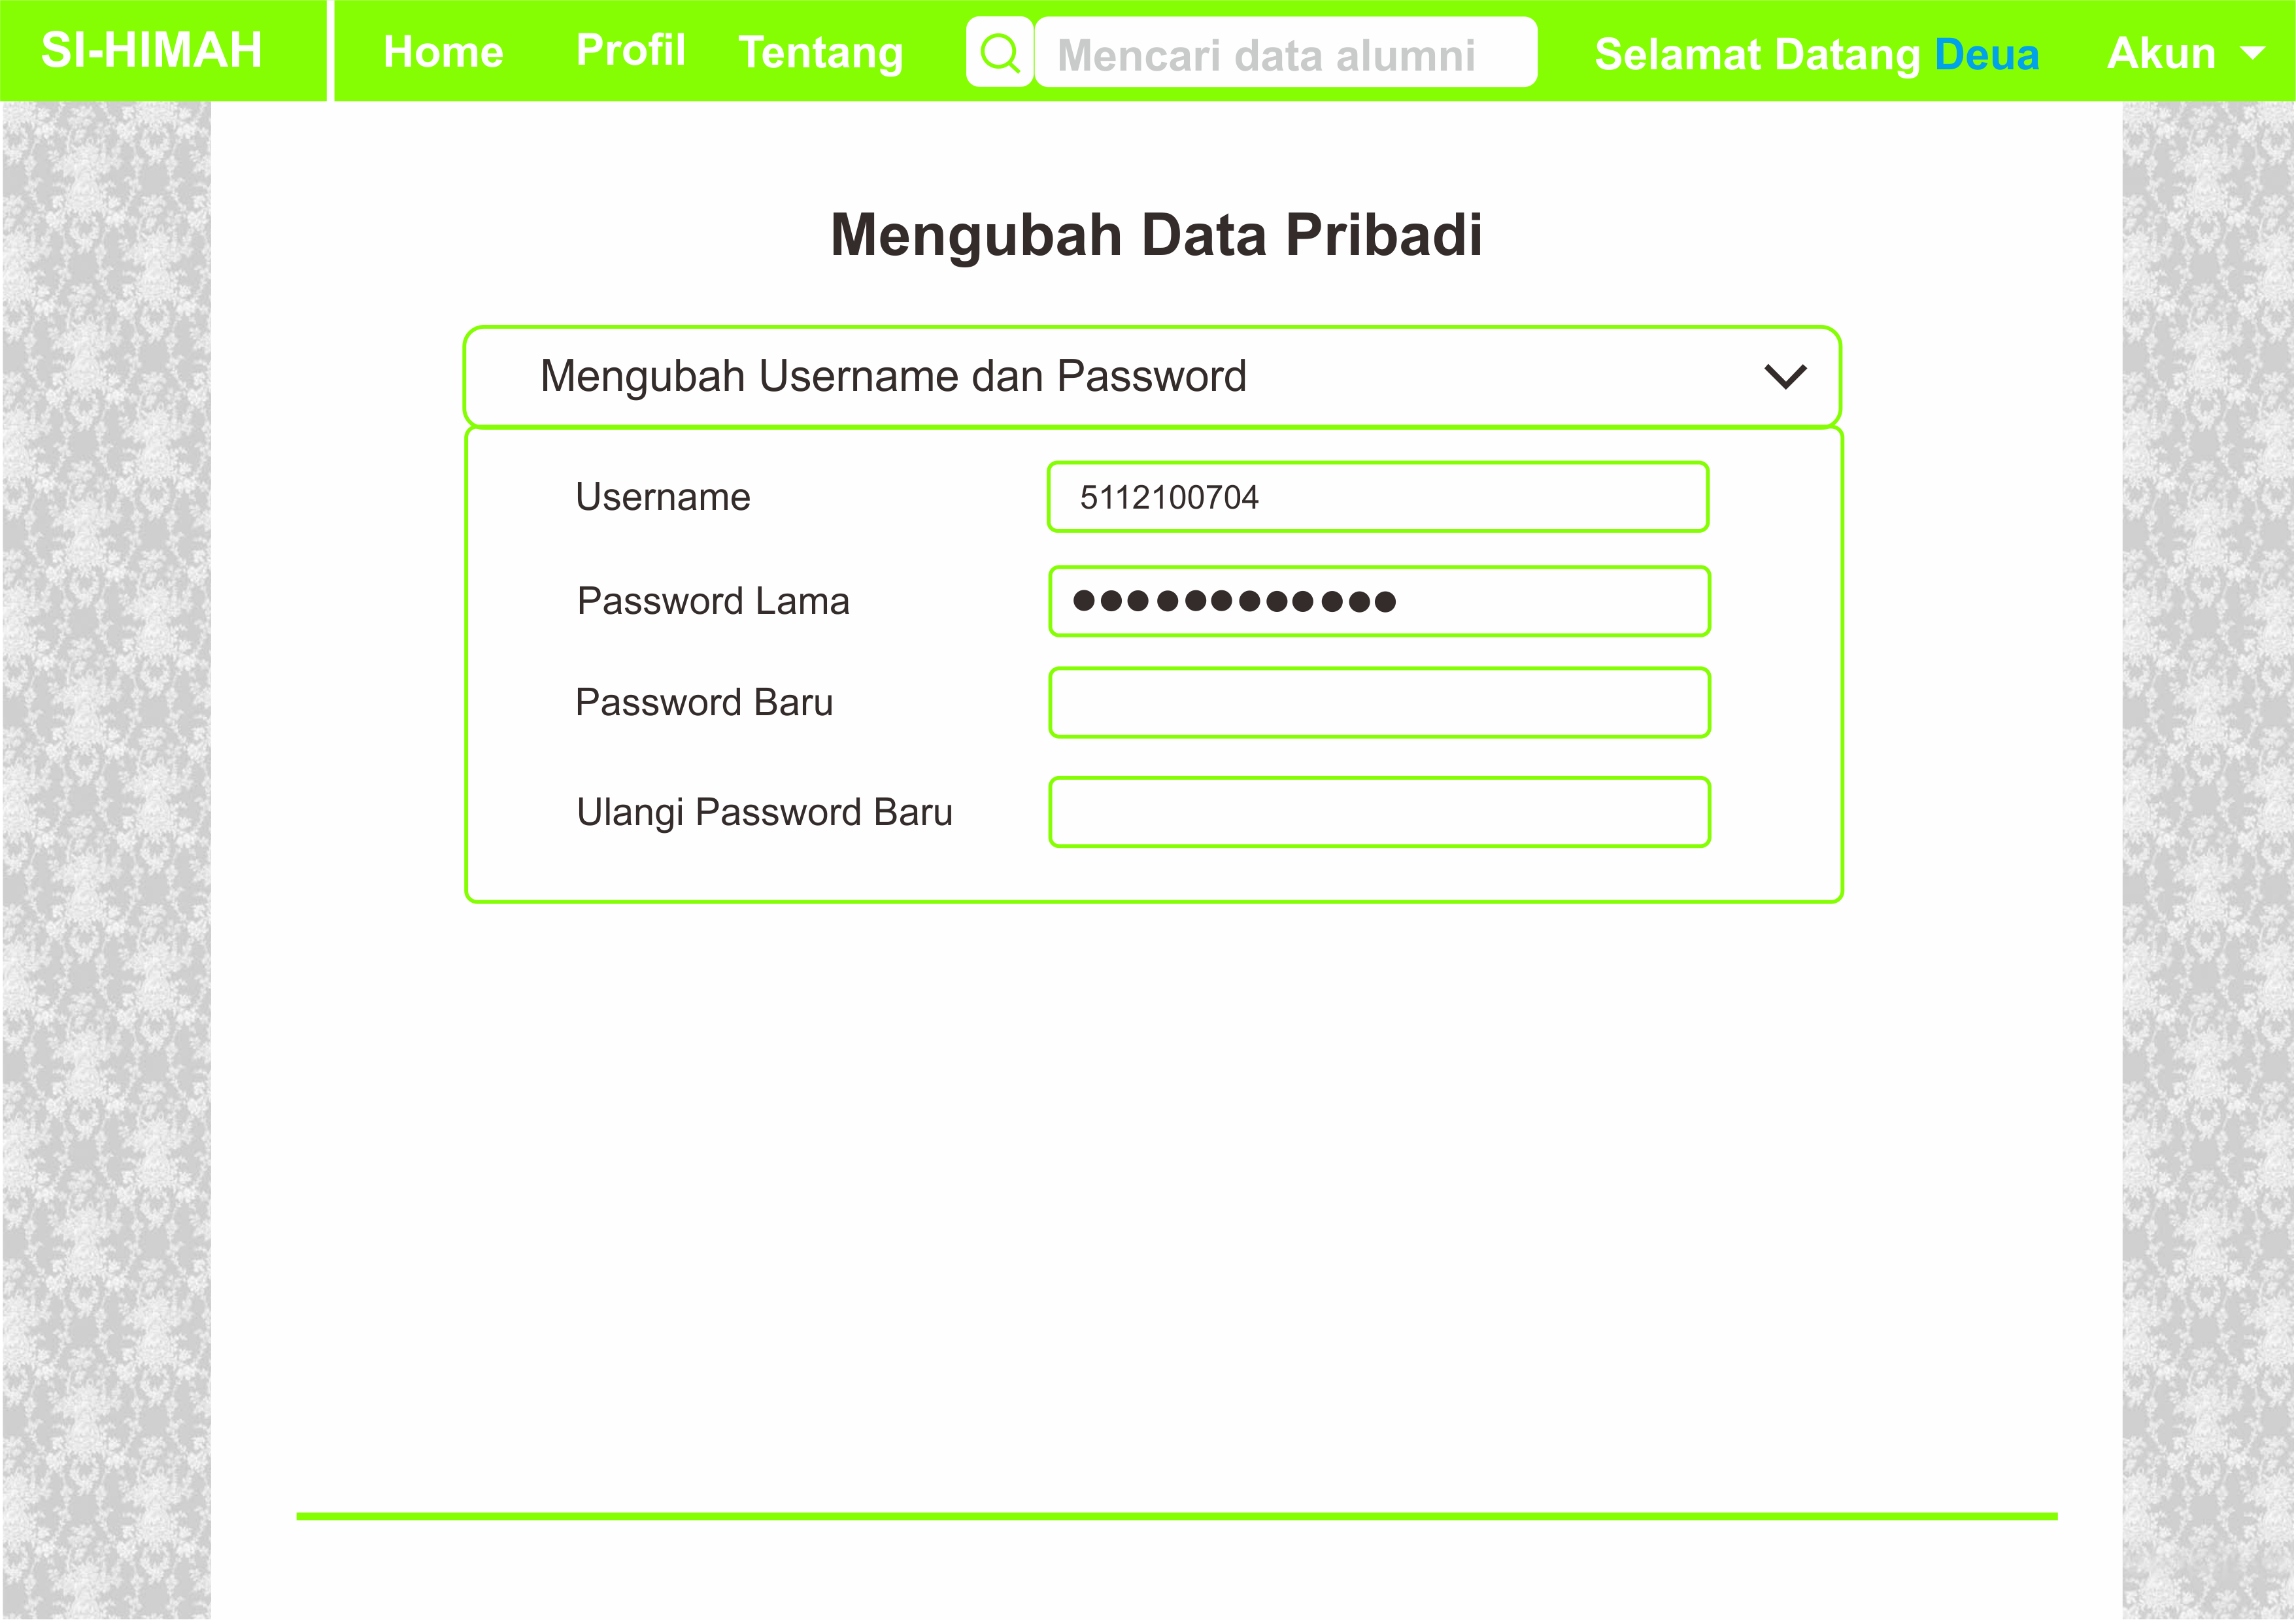 SI-HIMAH Home Profil Tentang Mencari data alumni Selamat Datang Deua Akun
Mengubah Data Pribadi
Mengubah Username dan Password
Username 5112100704
Password Lama ●●●●●●●●●●●●
Password Baru
Ulangi Password Baru